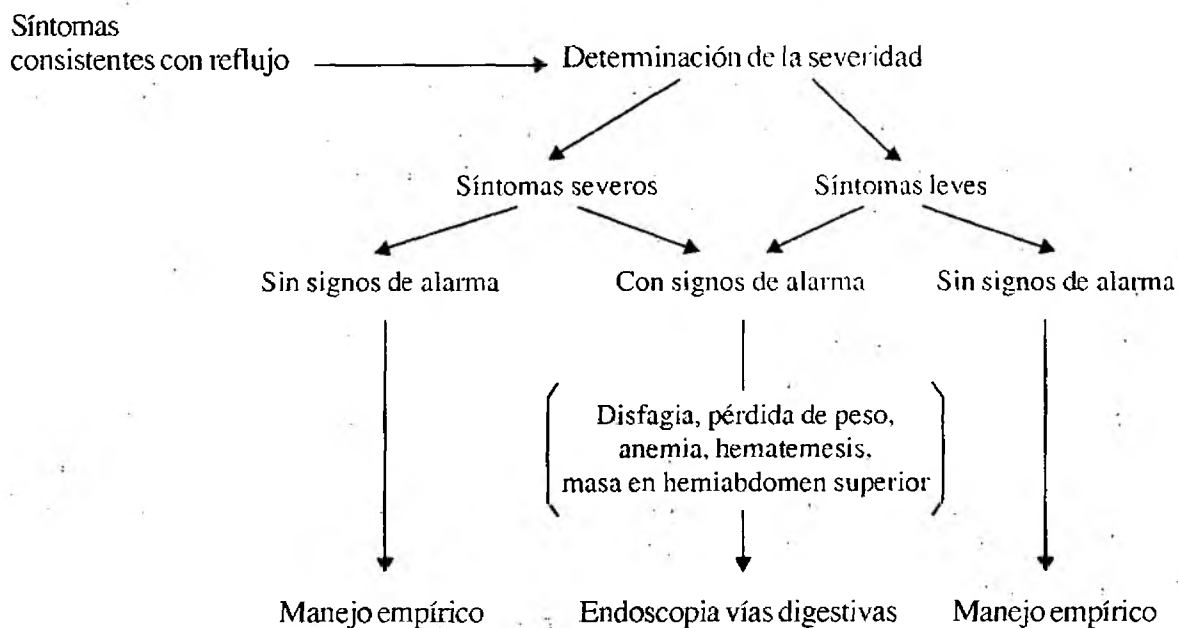 Síntomas
consistentes con reflujo
Determinación de la severidad
Síntomas severos
Síntomas leves
Sin signos de alarma
Con signos de alarma
Sin signos de alarma
Disfagia, pérdida de peso,
anemia, hematemesis,
masa en hemiabdomen superior
Manejo empírico
Endoscopia vías digestivas
Manejo empírico